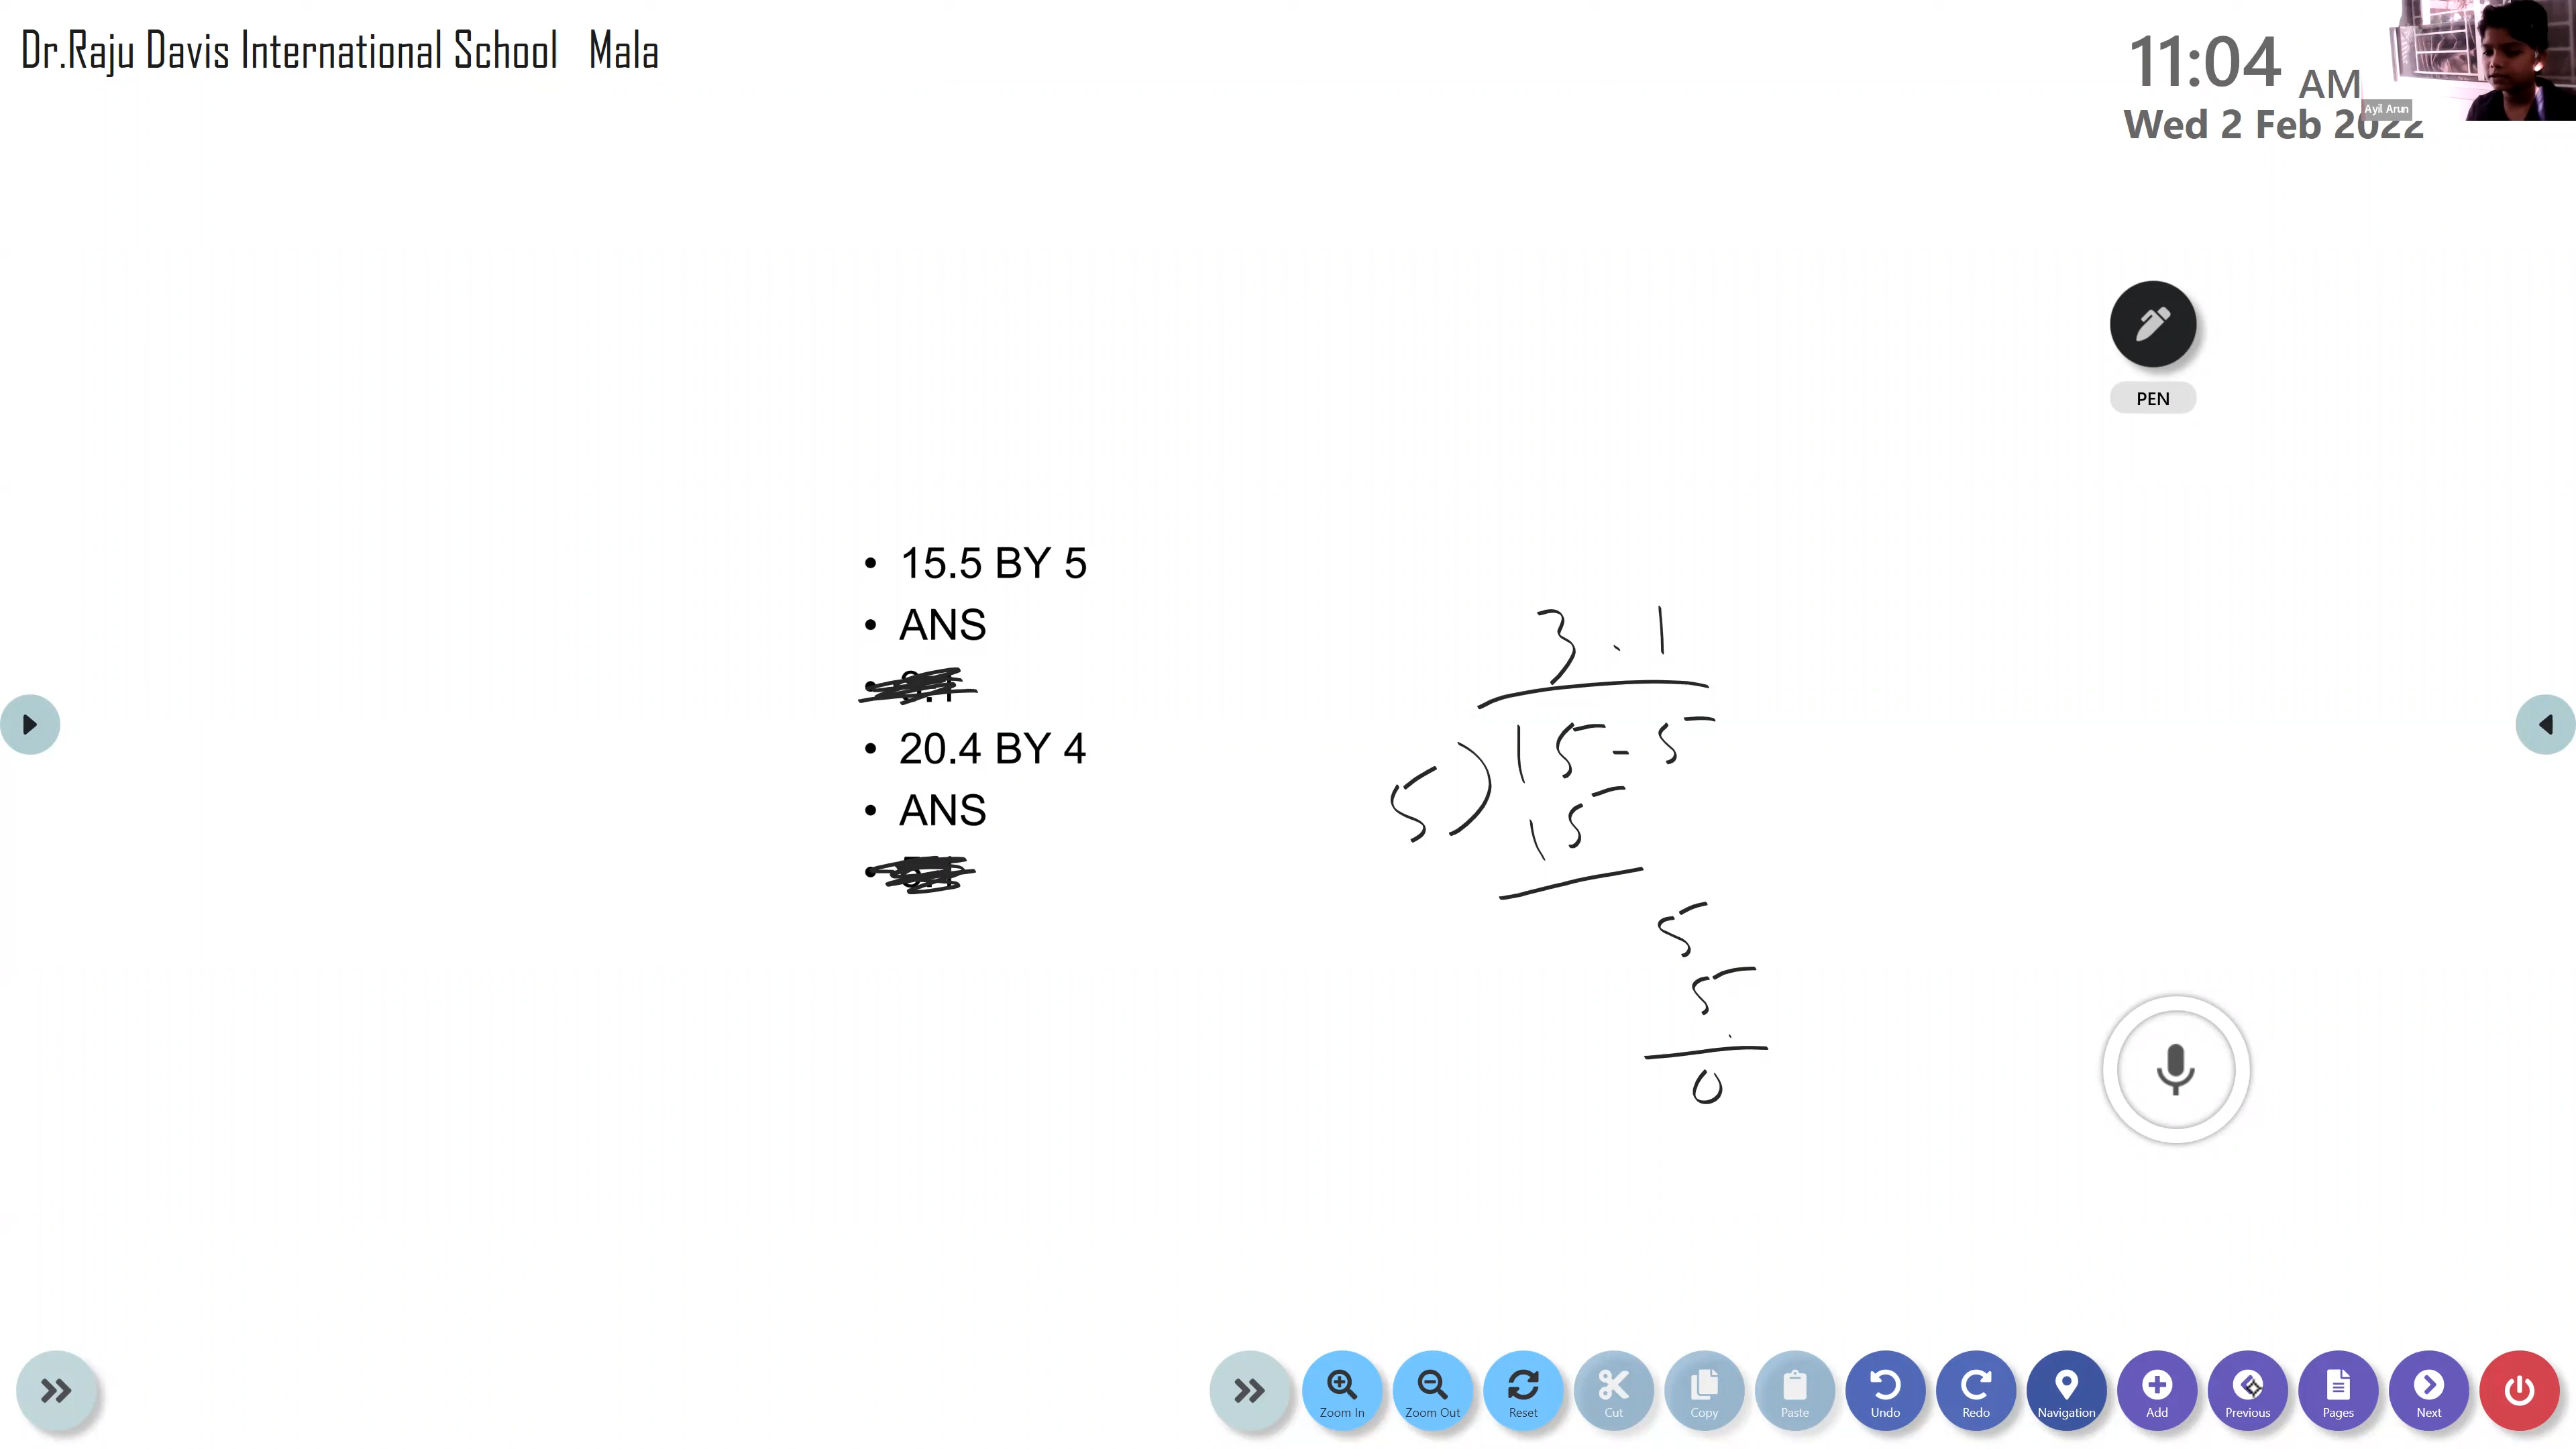 Dr.Raju Davis International School Mala
11:04 AM
Ayil Arun
Wed 2 Feb 2022
PEN
• 15.5 BY 5
• ANS
• 20.4 BY 4
• ANS
3.1
5) 15-5
15
5
5
0
Zoom In
Zoom Out
Reset
Cut
Copy
Paste
Undo
Redo
Navigation
Add
Previous
Pages
Next